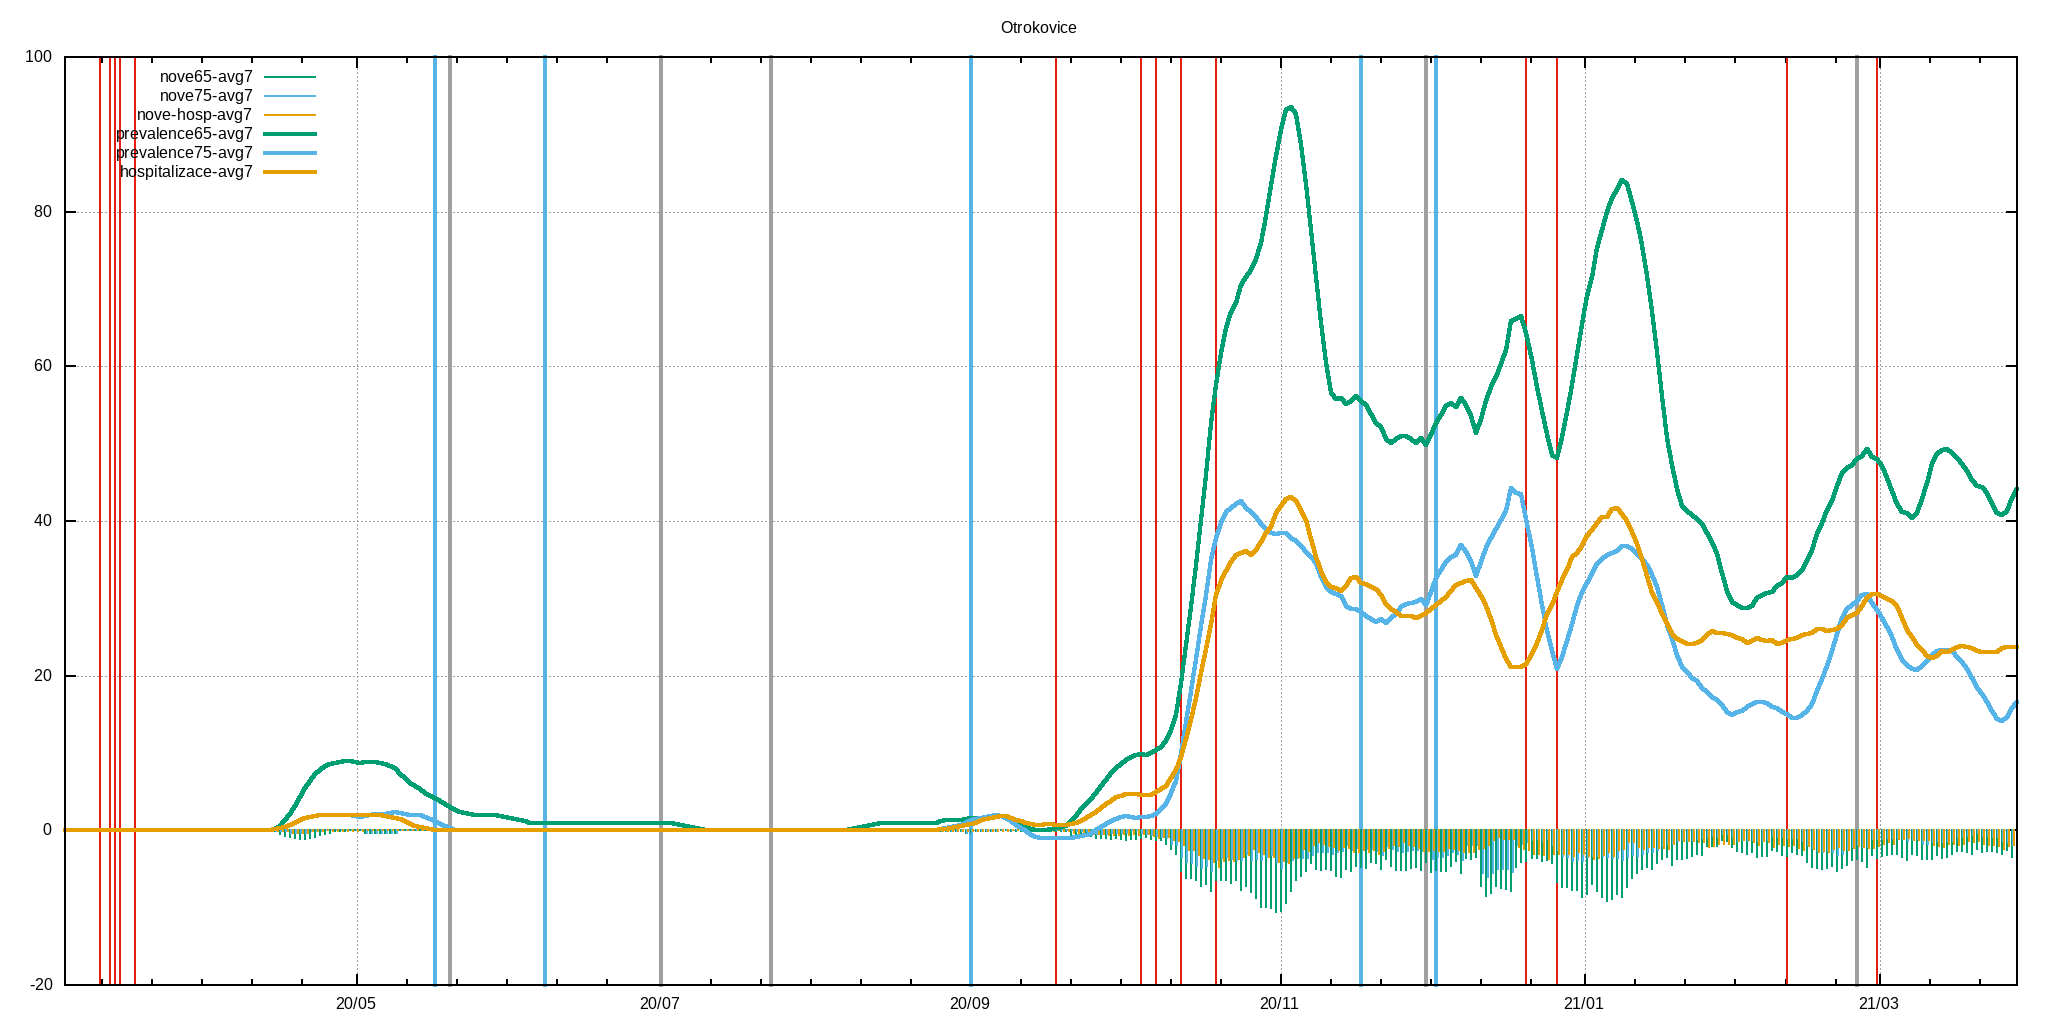 Otrokovice
100
nove65-avg7
nove75-avg7
nove-hosp-avg7
prevalence65-avg7
prevalence75-avg7
hospitalizace-avg7
80
60
40
20
0
-20
20/05 20/07 20/09 20/11 21/01 21/03